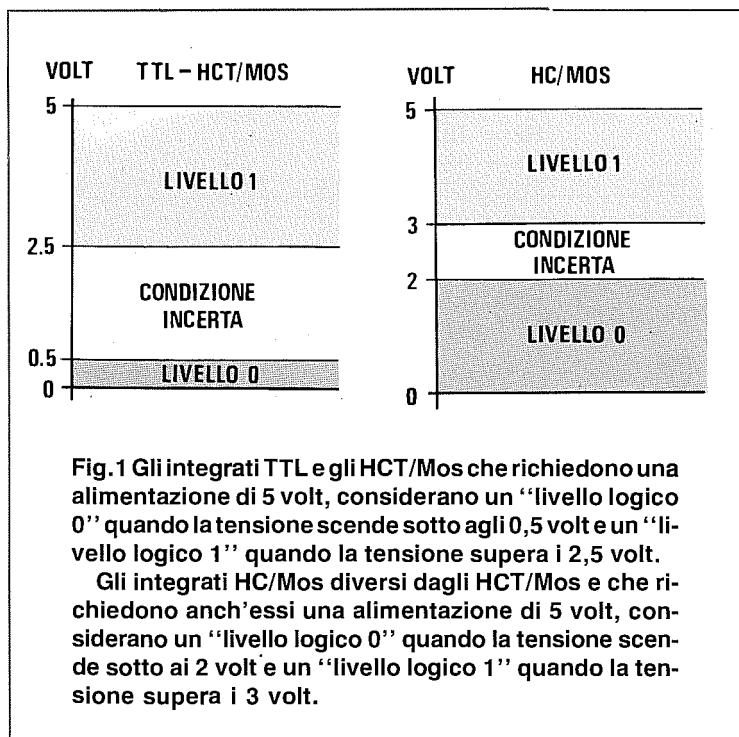 VOLT TTL – HCT/MOS
5
LIVELLO 1
2.5
CONDIZIONE
INCERTA
0.5
LIVELLO 0
0
VOLT HC/MOS
5
LIVELLO 1
3
CONDIZIONE
INCERTA
2
LIVELLO 0
0
Fig.1 Gli integrati TTL e gli HCT/Mos che richiedono una
alimentazione di 5 volt, considerano un “livello logico
0” quando la tensione scende sotto agli 0,5 volt e un “li-
vello logico 1” quando la tensione supera i 2,5 volt.
Gli integrati HC/Mos diversi dagli HCT/Mos e che ri-
chiedono anch’essi una alimentazione di 5 volt, con-
siderano un “livello logico 0” quando la tensione scen-
de sotto ai 2 volt e un “livello logico 1” quando la ten-
sione supera i 3 volt.